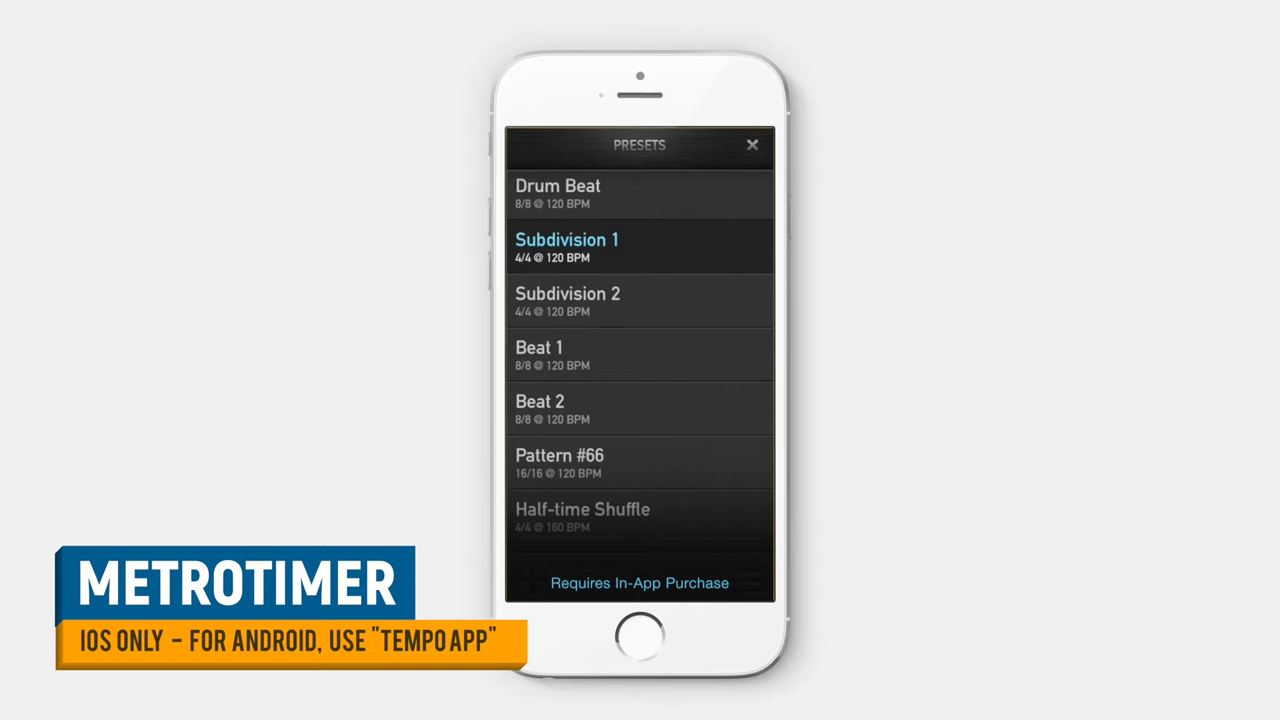 PRESETS
Drum Beat
8/8 @ 120 BPM
Subdivision 1
4/4 @ 120 BPM
Subdivision 2
4/4 @ 120 BPM
Beat 1
8/8 @ 120 BPM
Beat 2
8/8 @ 120 BPM
Pattern #66
16/16 @ 120 BPM
Half-time Shuffle
4/4 @ 160 BPM
Requires In-App Purchase
METROTIMER
IOS ONLY - FOR ANDROID, USE "TEMPO APP"